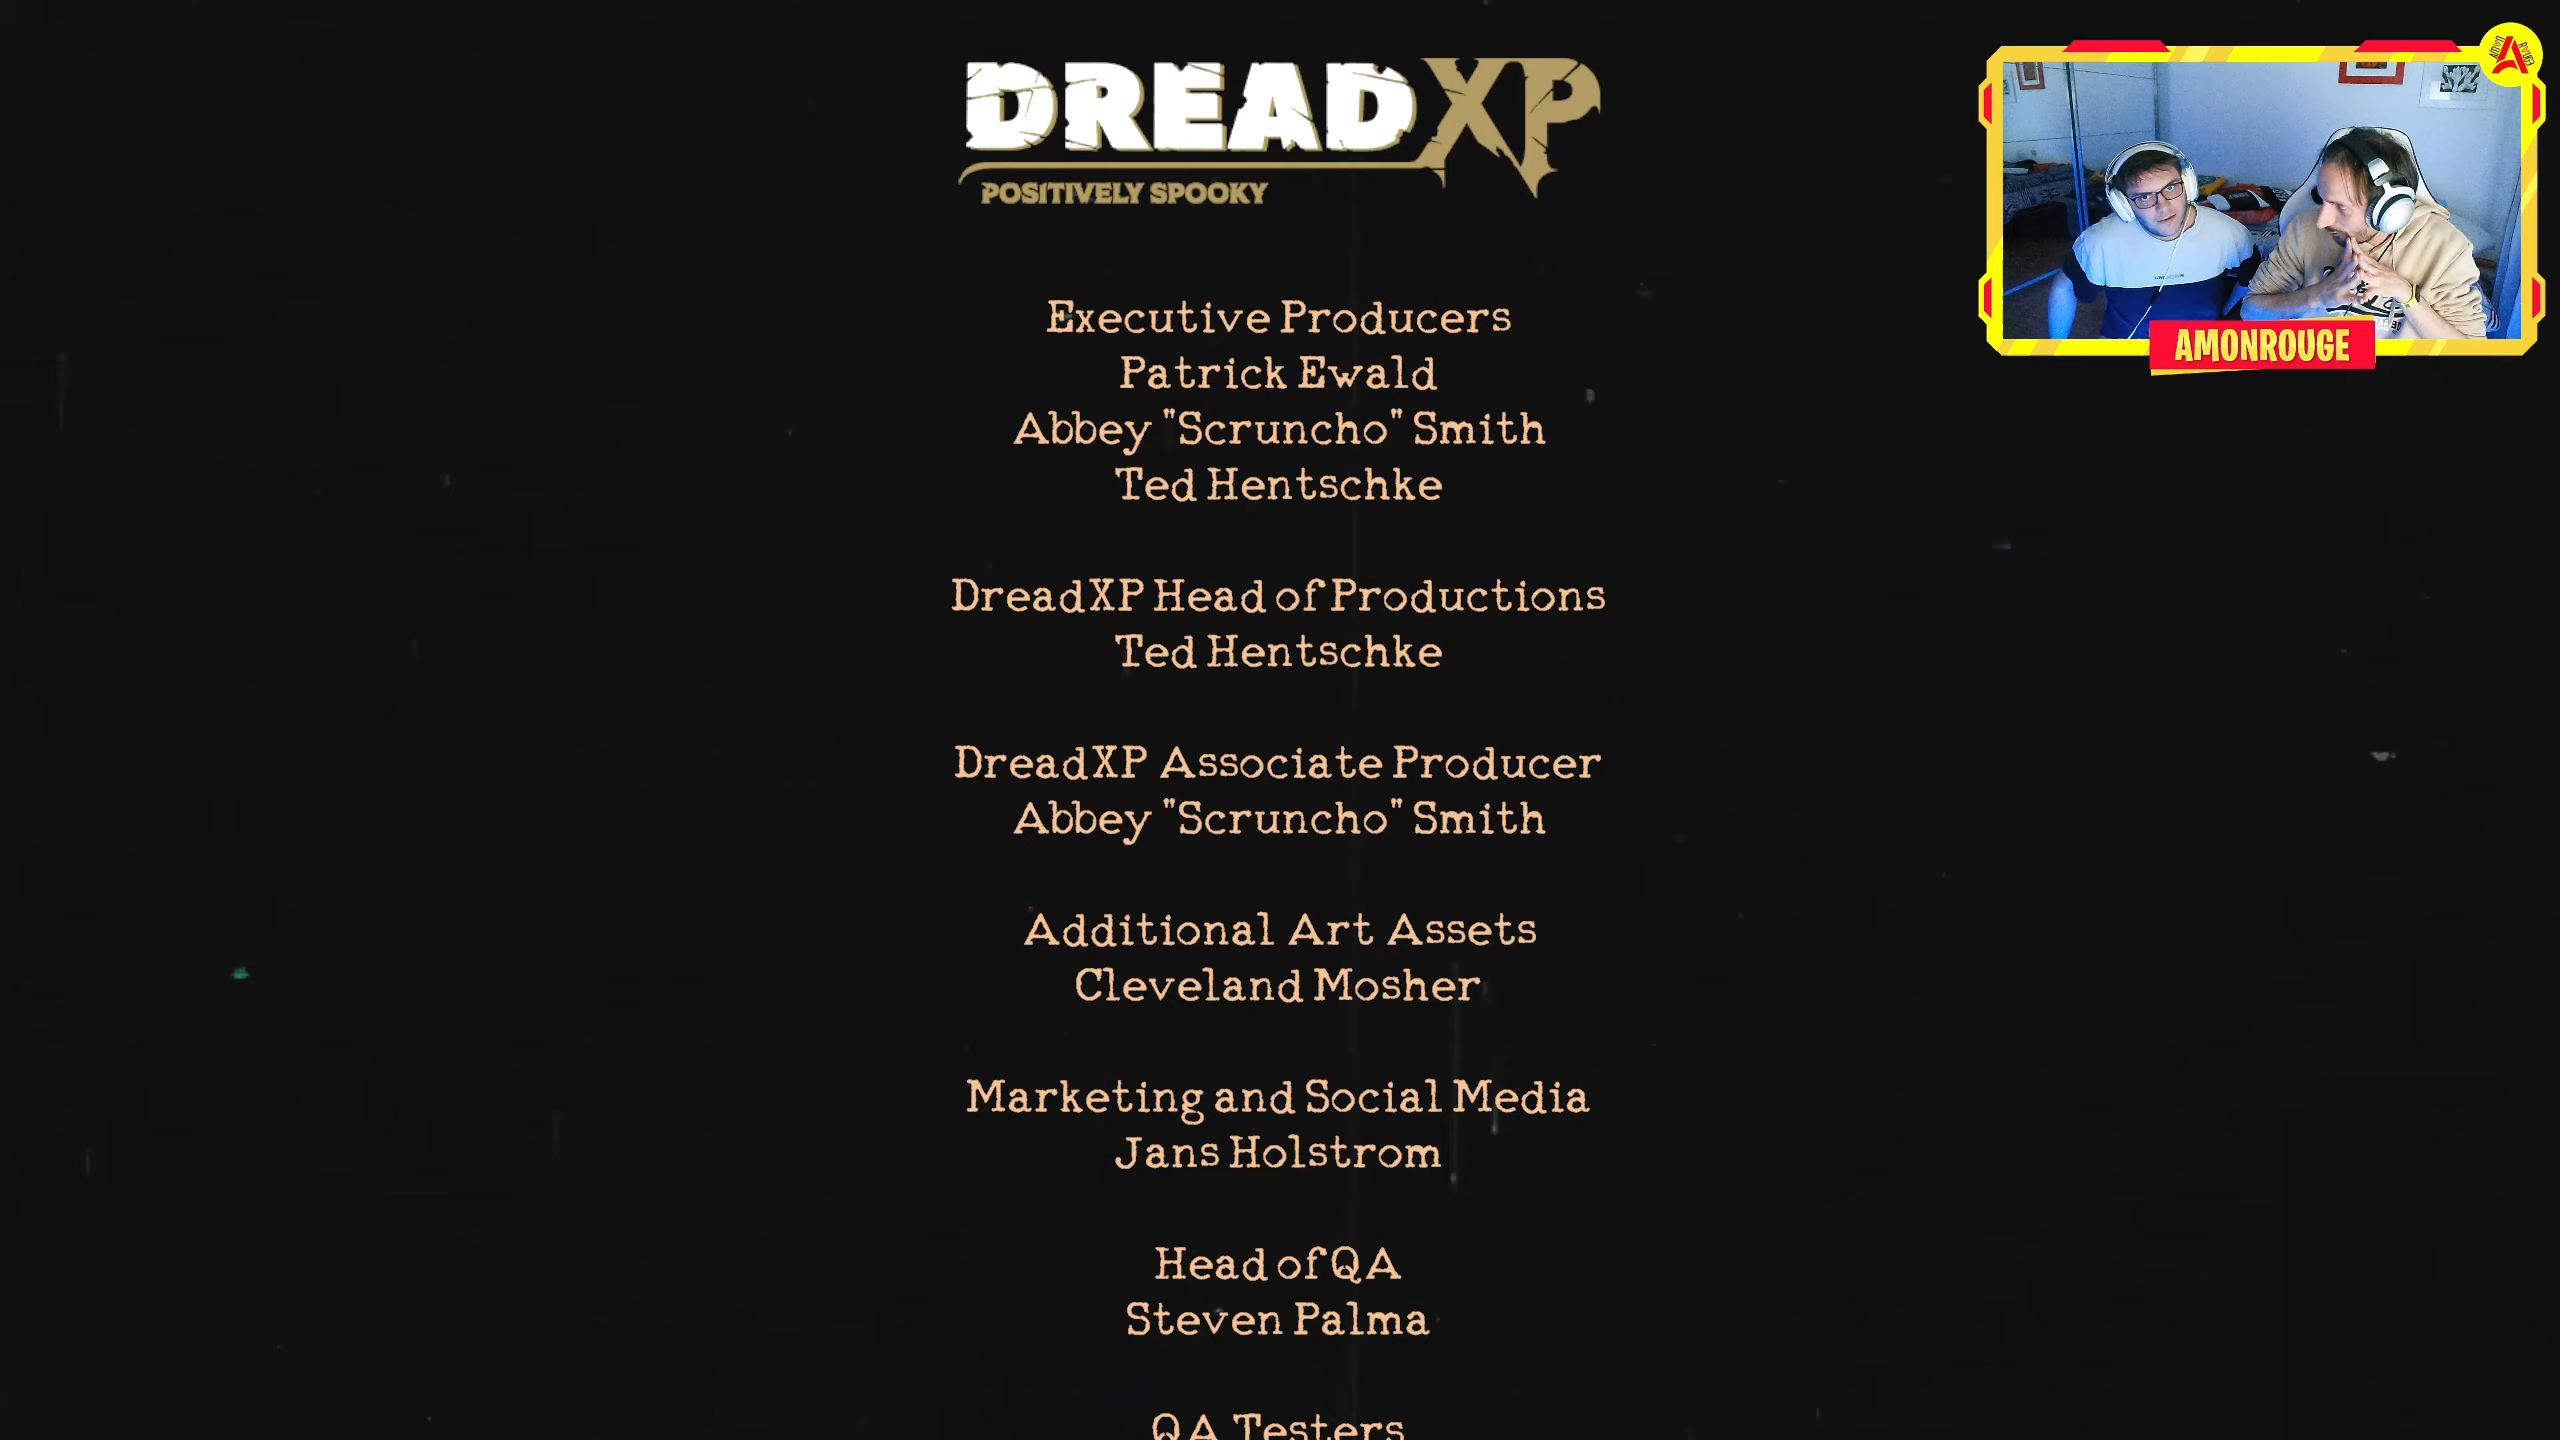 DREADXP
POSITIVELY SPOOKY
Executive Producers
Patrick Ewald
Abbey "Scruncho" Smith
Ted Hentschke
DreadXP Head of Productions
Ted Hentschke
DreadXP Associate Producer
Abbey "Scruncho" Smith
Additional Art Assets
Cleveland Mosher
Marketing and Social Media
Jans Holstrom
Head of QA
Steven Palma
QA Testers
AMONROUGE